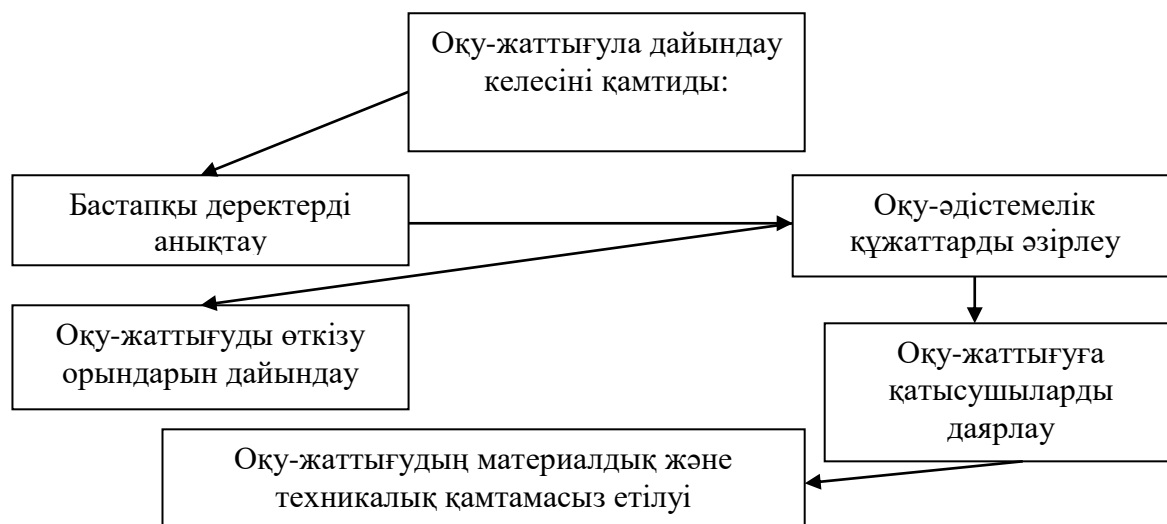 Оқу-жаттығула дайындау
келесіні қамтиды:
Бастапқы деректерді
анықтау
Оқу-әдістемелік
құжаттарды әзірлеу
Оқу-жаттығуды өткізу
орындарын дайындау
Оқу-жаттығуға
қатысушыларды
даярлау
Оқу-жаттығудың материалдық және
техникалық қамтамасыз етілуі